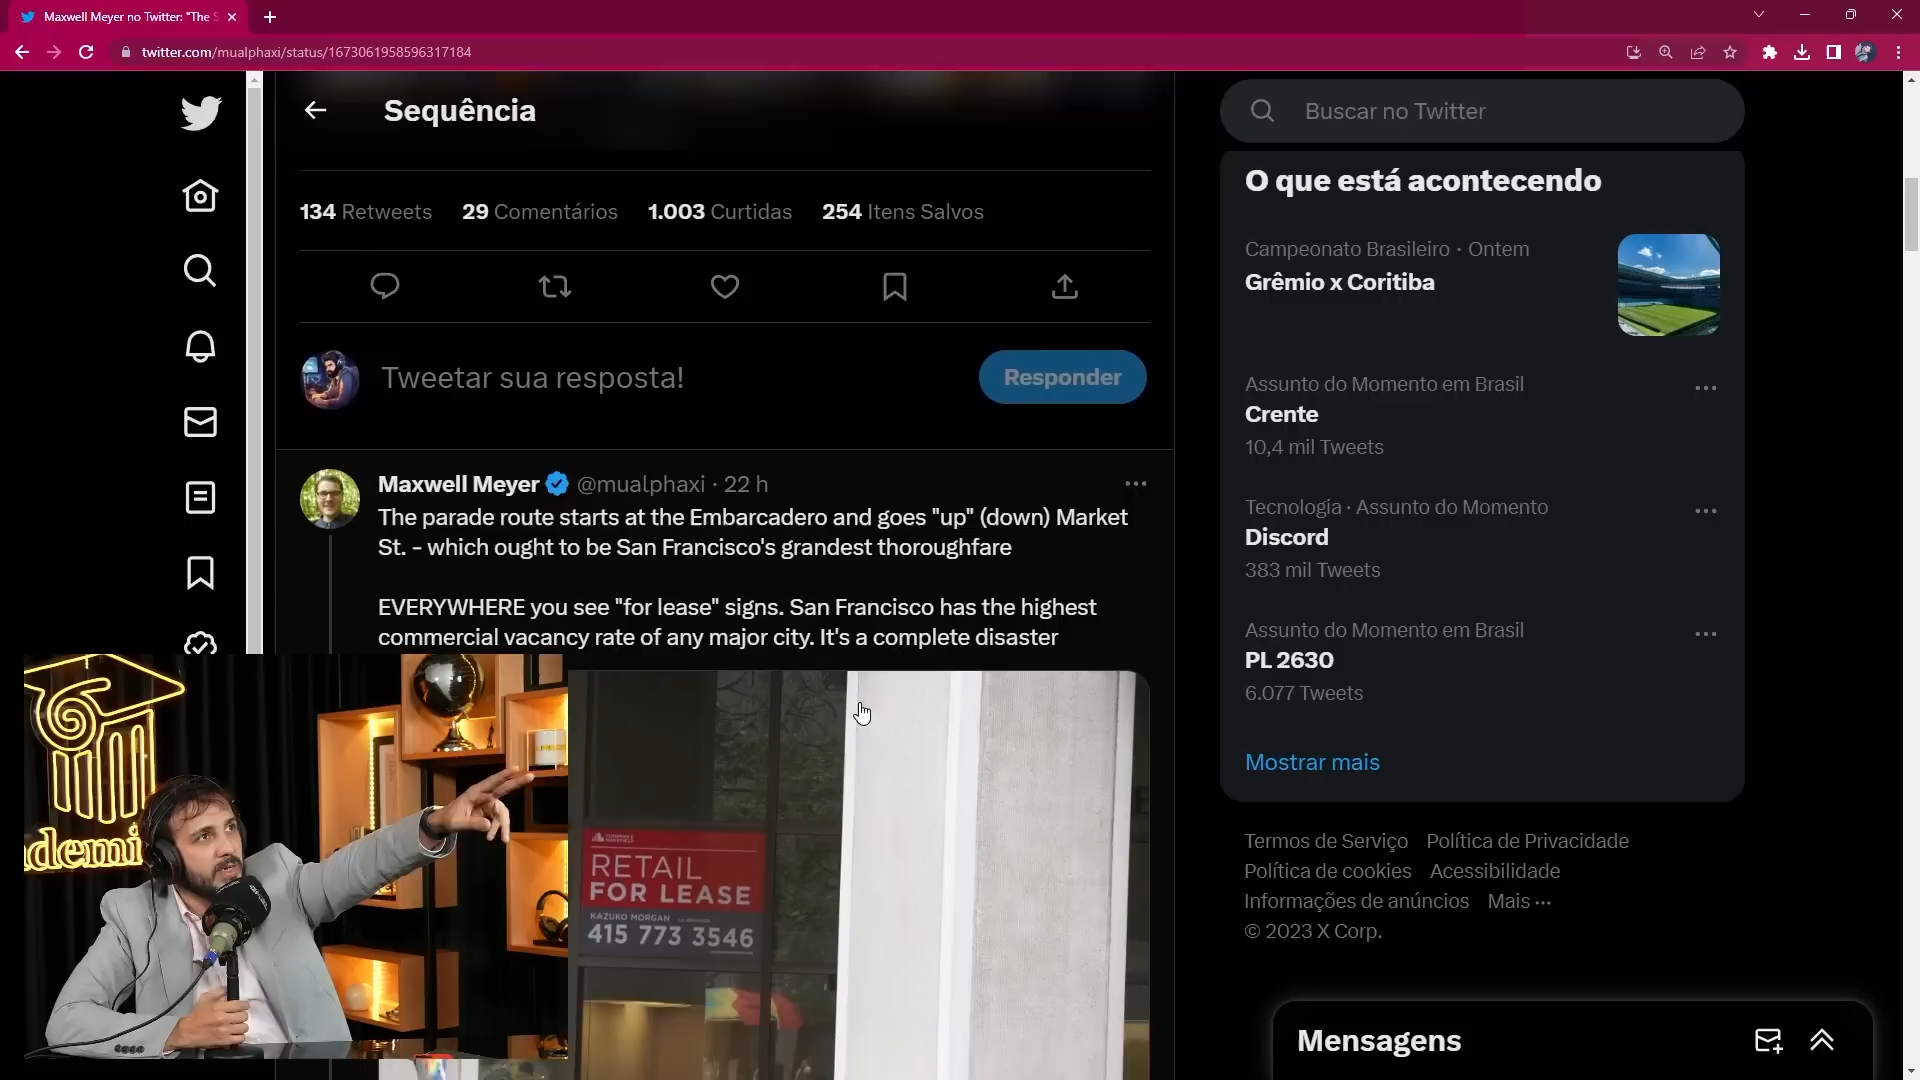 Maxwell Meyer no Twitter: "The S
twitter.com/mualphaxi/status/1673061958596317184
Sequência
134 Retweets 29 Comentários 1.003 Curtidas 254 Itens Salvos
Tweetar sua resposta!
Responder
Maxwell Meyer @mualphaxi · 22 h
The parade route starts at the Embarcadero and goes "up" (down) Market
St. - which ought to be San Francisco's grandest thoroughfare
EVERYWHERE you see "for lease" signs. San Francisco has the highest
commercial vacancy rate of any major city. It's a complete disaster
RETAIL
FOR LEASE
KAZUKO MORGAN
415 773 3546
demi
Buscar no Twitter
O que está acontecendo
Campeonato Brasileiro · Ontem
Grêmio x Coritiba
Assunto do Momento em Brasil
Crente
10,4 mil Tweets
Tecnologia · Assunto do Momento
Discord
383 mil Tweets
Assunto do Momento em Brasil
PL 2630
6.077 Tweets
Mostrar mais
Termos de Serviço Política de Privacidade
Política de cookies Acessibilidade
Informações de anúncios Mais ···
© 2023 X Corp.
Mensagens